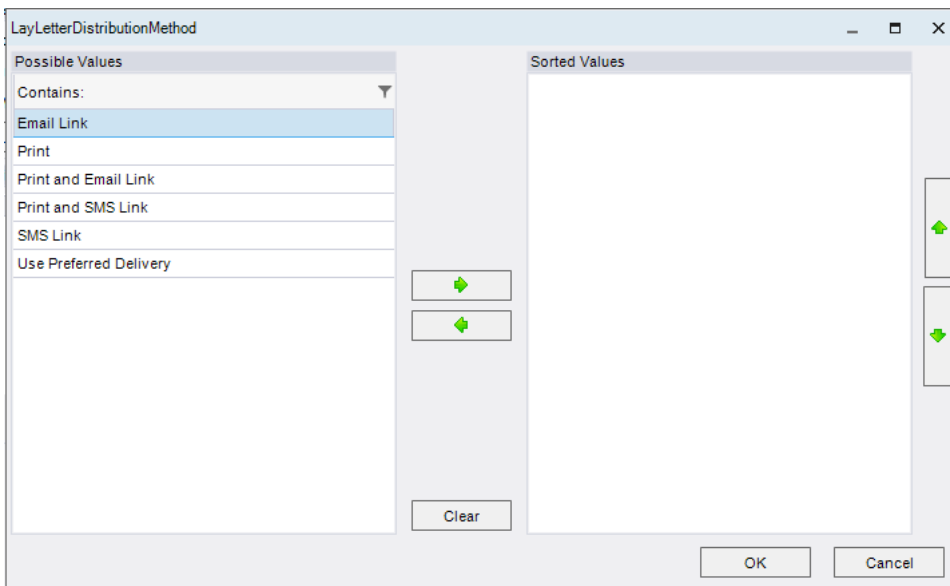 LayLetterDistributionMethod
Possible Values
Sorted Values
Contains:
Email Link
Print
Print and Email Link
Print and SMS Link
SMS Link
Use Preferred Delivery
Clear
OK
Cancel